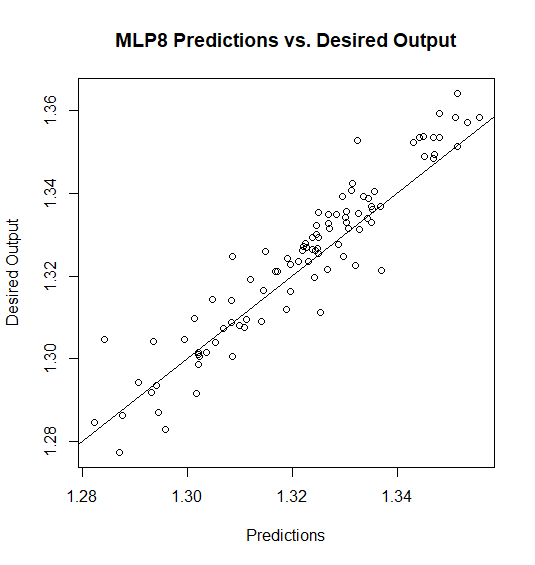 MLP8 Predictions vs. Desired Output
Desired Output
1.36
1.34
1.32
1.30
1.28
1.28 1.30 1.32 1.34
Predictions